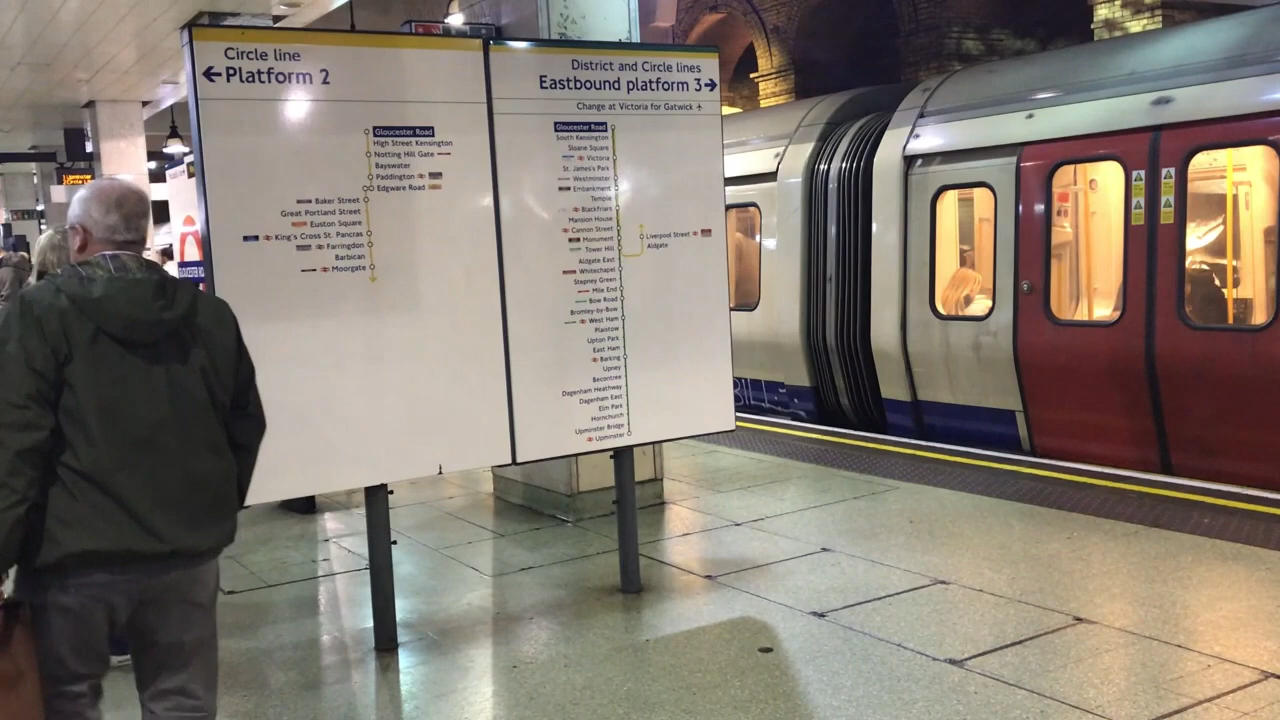 Circle line
←Platform 2
Gloucester Road
High Street Kensington
Notting Hill Gate
Bayswater
Paddington
Edgware Road
Baker Street
Great Portland Street
Euston Square
King's Cross St. Pancras
Farringdon
Barbican
Moorgate
District and Circle lines
Eastbound platform 3→
Change at Victoria for Gatwick
Gloucester Road
South Kensington
Sloane Square
Victoria
St. James's Park
Westminster
Embankment
Temple
Blackfriars
Mansion House
Cannon Street
Monument
Tower Hill
Liverpool Street
Aldgate
Aldgate East
Whitechapel
Stepney Green
Mile End
Bow Road
Bromley-by-Bow
West Ham
Plaistow
Upton Park
East Ham
Barking
Upney
Becontree
Dagenham Heathway
Dagenham East
Elm Park
Hornchurch
Upminster Bridge
Upminster